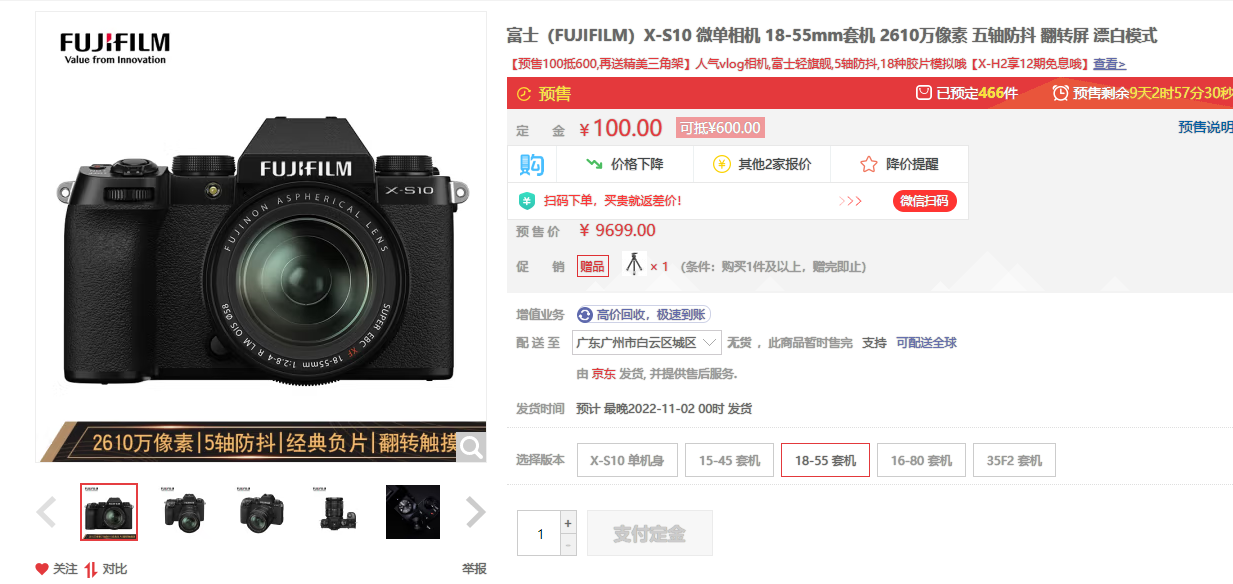 FUJIFILM
Value from Innovation
FUJIFILM
X-S10
FUJINON ASPHERICAL LENS
SUPER EBC XF 18-55mm 1:2.8-4 R LM OIS Ø58
2610万像素|5轴防抖|经典负片|翻转触摸
关注 对比
举报
富士（FUJIFILM）X-S10 微单相机 18-55mm套机 2610万像素 五轴防抖 翻转屏 漂白模式
【预售100抵600,再送精美三角架】人气vlog相机,富士轻旗舰,5轴防抖,18种胶片模拟哦【X-H2享12期免息哦】查看>
预售 已预定466件 预售剩余9天2时57分30秒
定 金 ￥100.00 可抵¥600.00 预售说明
购 价格下降 其他2家报价 降价提醒
扫码下单，买贵就返差价! >>> 微信扫码
预售价 ￥9699.00
促 销 赠品 × 1 (条件：购买1件及以上，赠完即止)
增值业务 高价回收，极速到账
配送至 广东广州市白云区城区 无货 ，此商品暂时售完 支持 可配送全球
由 京东 发货, 并提供售后服务.
发货时间 预计 最晚2022-11-02 00时 发货
选择版本 X-S10 单机身 15-45 套机 18-55 套机 16-80 套机 35F2 套机
1 + -
支付定金